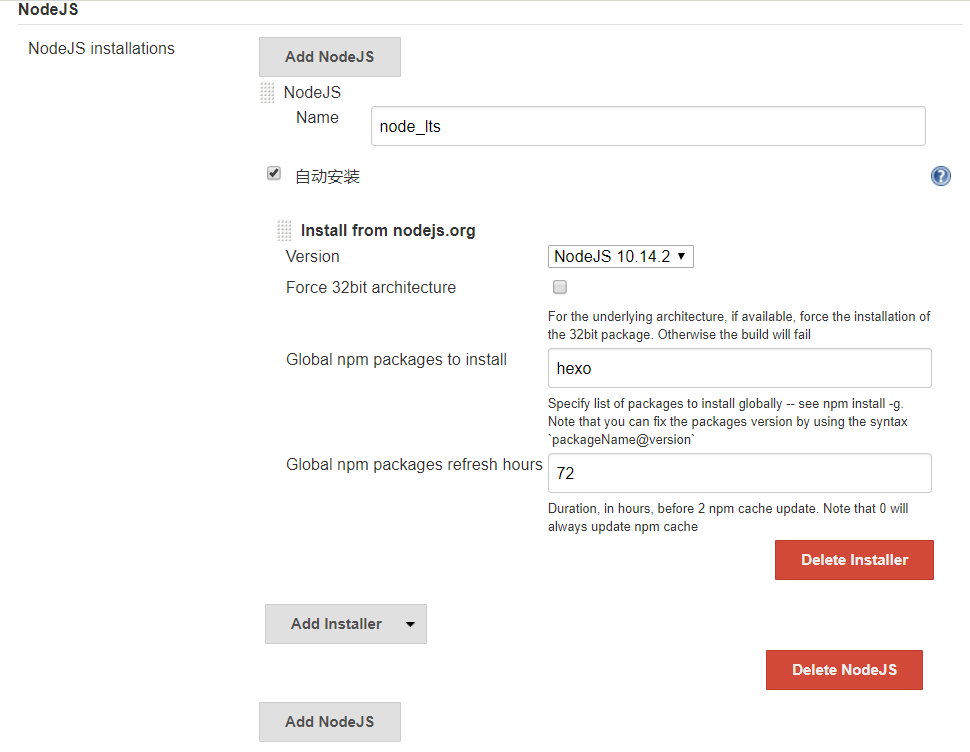 NodeJS
NodeJS installations
Add NodeJS
NodeJS
Name
node_lts
自动安装
Install from nodejs.org
Version
NodeJS 10.14.2
Force 32bit architecture
For the underlying architecture, if available, force the installation of
the 32bit package. Otherwise the build will fail
Global npm packages to install
hexo
Specify list of packages to install globally -- see npm install -g.
Note that you can fix the packages version by using the syntax
`packageName@version`
Global npm packages refresh hours
72
Duration, in hours, before 2 npm cache update. Note that 0 will
always update npm cache
Delete Installer
Add Installer
Delete NodeJS
Add NodeJS